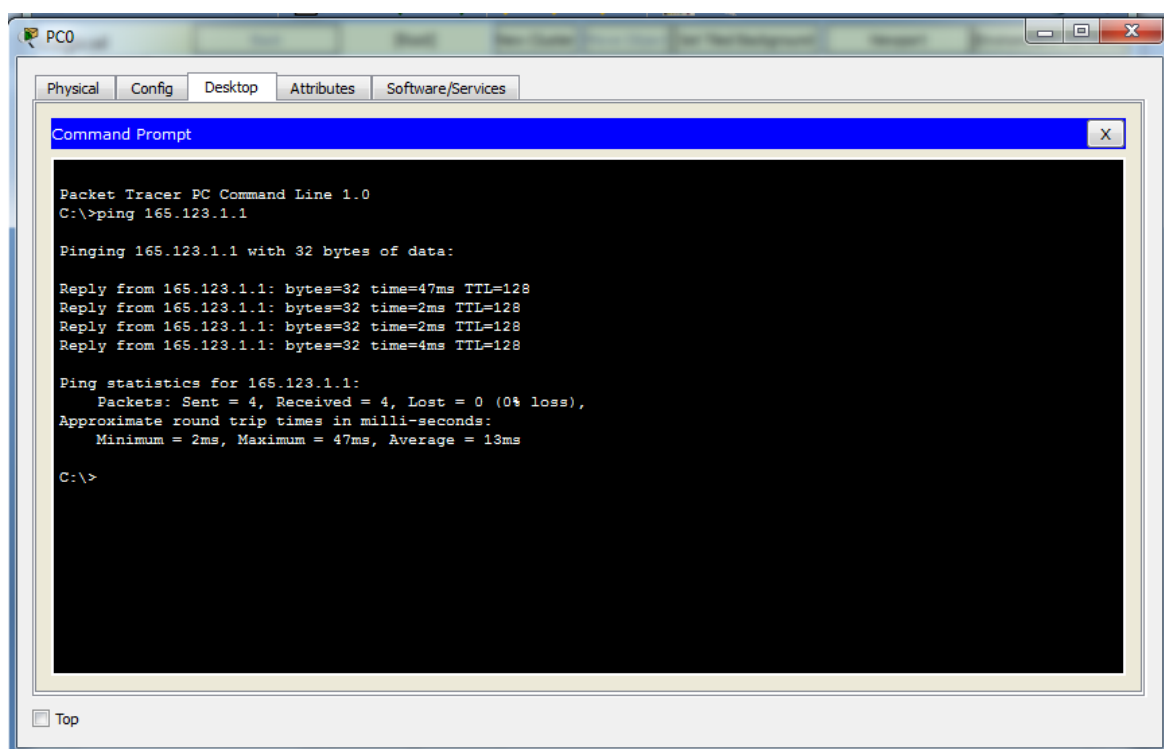 PC0
Physical Config Desktop Attributes Software/Services
Command Prompt X
Packet Tracer PC Command Line 1.0
C:\>ping 165.123.1.1
Pinging 165.123.1.1 with 32 bytes of data:
Reply from 165.123.1.1: bytes=32 time=47ms TTL=128
Reply from 165.123.1.1: bytes=32 time=2ms TTL=128
Reply from 165.123.1.1: bytes=32 time=2ms TTL=128
Reply from 165.123.1.1: bytes=32 time=4ms TTL=128
Ping statistics for 165.123.1.1:
Packets: Sent = 4, Received = 4, Lost = 0 (0% loss),
Approximate round trip times in milli-seconds:
Minimum = 2ms, Maximum = 47ms, Average = 13ms
C:\>
Top